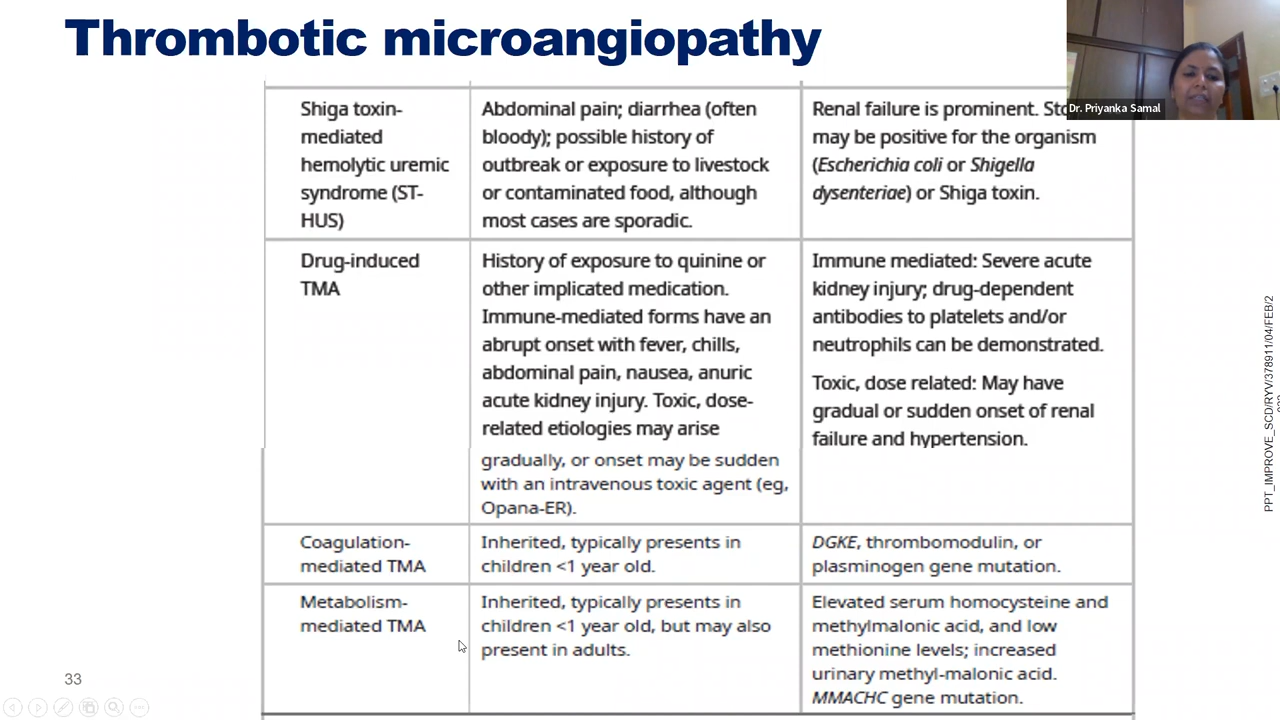 Thrombotic microangiopathy
Dr. Priyanka Samal
Shiga toxin-
mediated
hemolytic uremic
syndrome (ST-
HUS)
Abdominal pain; diarrhea (often
bloody); possible history of
outbreak or exposure to livestock
or contaminated food, although
most cases are sporadic.
Renal failure is prominent.
may be positive for the organism
(Escherichia coli or Shigella
dysenteriae) or Shiga toxin.
Drug-induced
TMA
History of exposure to quinine or
other implicated medication.
Immune-mediated forms have an
abrupt onset with fever, chills,
abdominal pain, nausea, anuric
acute kidney injury. Toxic, dose-
related etiologies may arise
gradually, or onset may be sudden
with an intravenous toxic agent (eg,
Opana-ER).
Immune mediated: Severe acute
kidney injury; drug-dependent
antibodies to platelets and/or
neutrophils can be demonstrated.
Toxic, dose related: May have
gradual or sudden onset of renal
failure and hypertension.
Coagulation-
mediated TMA
Inherited, typically presents in
children <1 year old.
DGKE, thrombomodulin, or
plasminogen gene mutation.
Metabolism-
mediated TMA
Inherited, typically presents in
children <1 year old, but may also
present in adults.
Elevated serum homocysteine and
methylmalonic acid, and low
methionine levels; increased
urinary methyl-malonic acid.
MMACHC gene mutation.
33
PPT_IMPROVE_SCD/RYV/378911/04/FEB/2